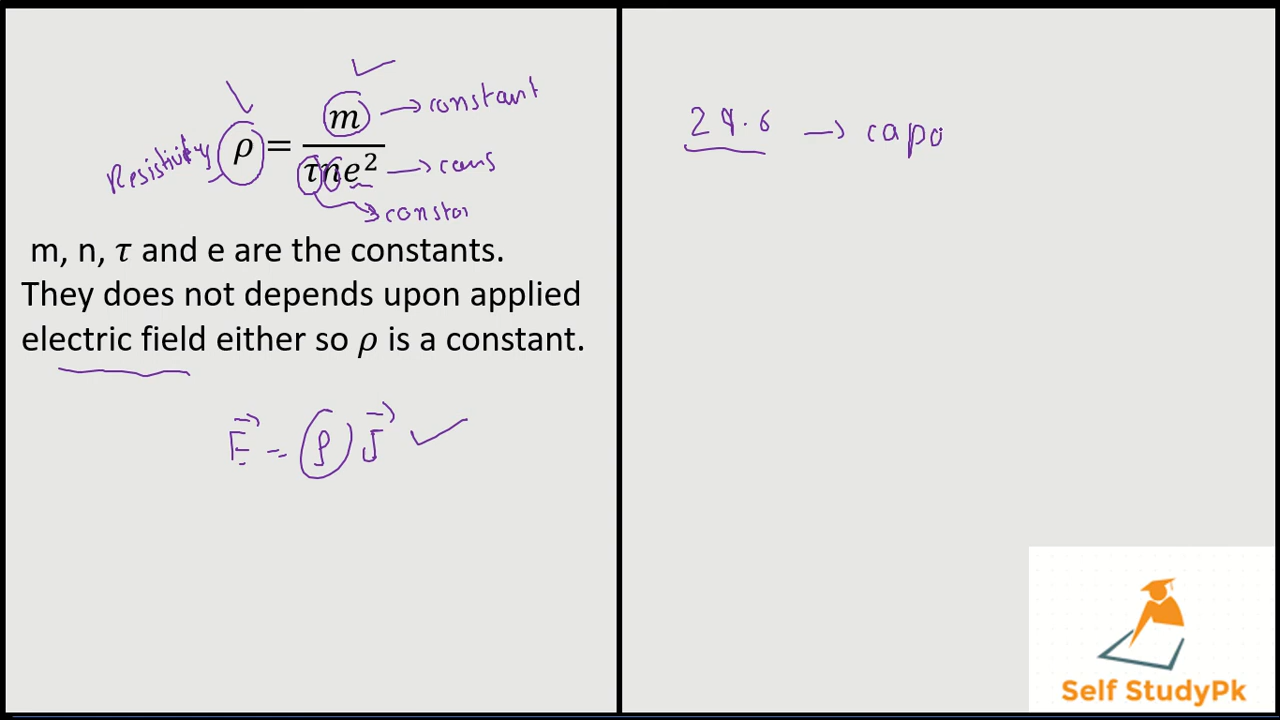 m → constant
Resistivity ρ = m / τne² → cons
→ constan
m, n, τ and e are the constants.
They does not depends upon applied
electric field either so ρ is a constant.
E⃗ = ρ J⃗
29.6 → capa
Self StudyPk